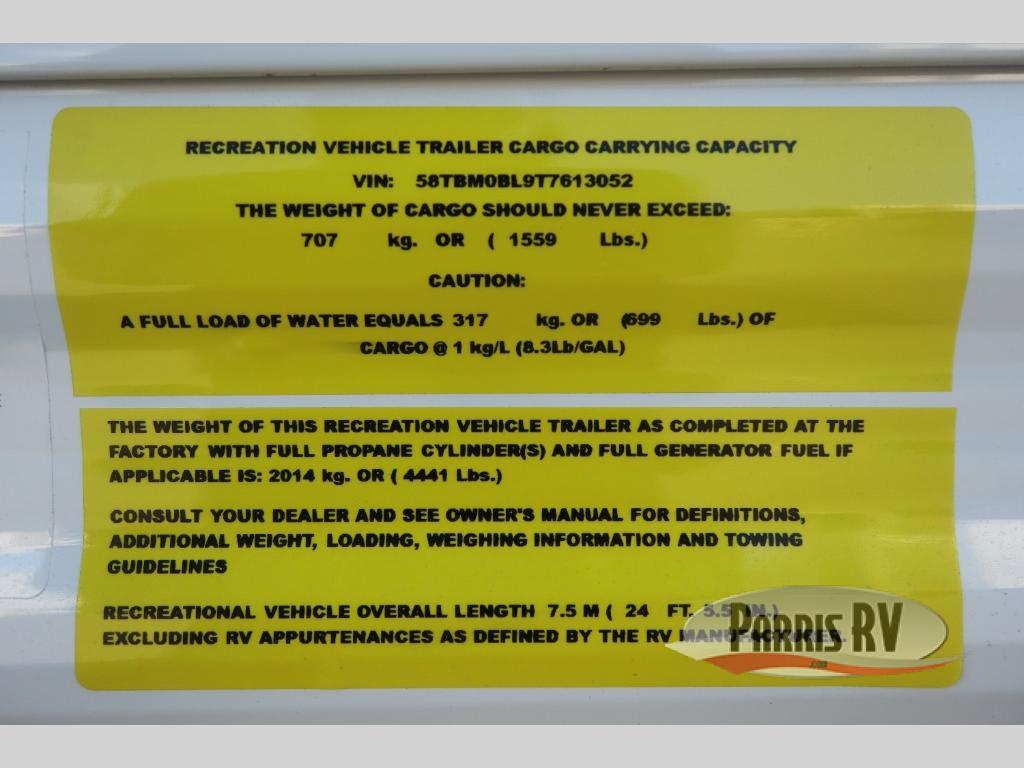 RECREATION VEHICLE TRAILER CARGO CARRYING CAPACITY
VIN: 58TBM0BL9T7613052
THE WEIGHT OF CARGO SHOULD NEVER EXCEED:
707 kg. OR ( 1559 Lbs.)
CAUTION:
A FULL LOAD OF WATER EQUALS 317 kg. OR (699 Lbs.) OF
CARGO @ 1 kg/L (8.3Lb/GAL)
THE WEIGHT OF THIS RECREATION VEHICLE TRAILER AS COMPLETED AT THE
FACTORY WITH FULL PROPANE CYLINDER(S) AND FULL GENERATOR FUEL IF
APPLICABLE IS: 2014 kg. OR ( 4441 Lbs.)
CONSULT YOUR DEALER AND SEE OWNER'S MANUAL FOR DEFINITIONS,
ADDITIONAL WEIGHT, LOADING, WEIGHING INFORMATION AND TOWING
GUIDELINES
RECREATIONAL VEHICLE OVERALL LENGTH 7.5 M ( 24 FT. 5.5 IN.)
EXCLUDING RV APPURTENANCES AS DEFINED BY THE RV MANUFACTURER.
PARRIS RV
.com